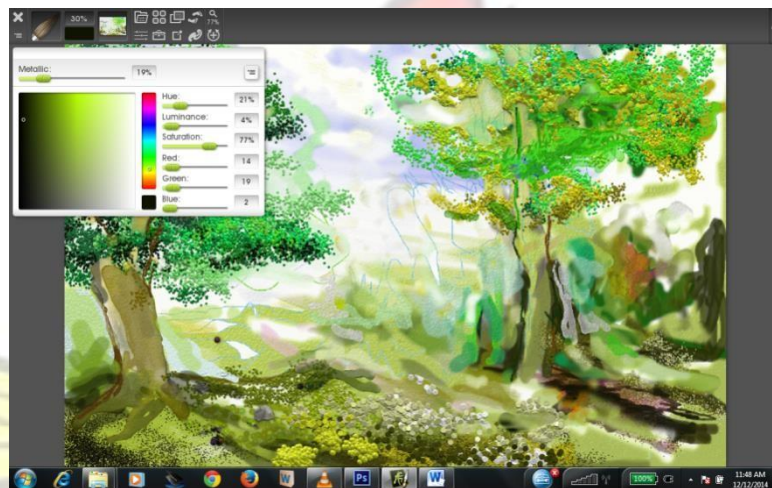 30%
77%
Metallic:
19%
Hue:
21%
Luminance:
4%
Saturation:
77%
Red:
14
Green:
19
Blue:
2
Ps
W
100%
11:48 AM
12/12/2014